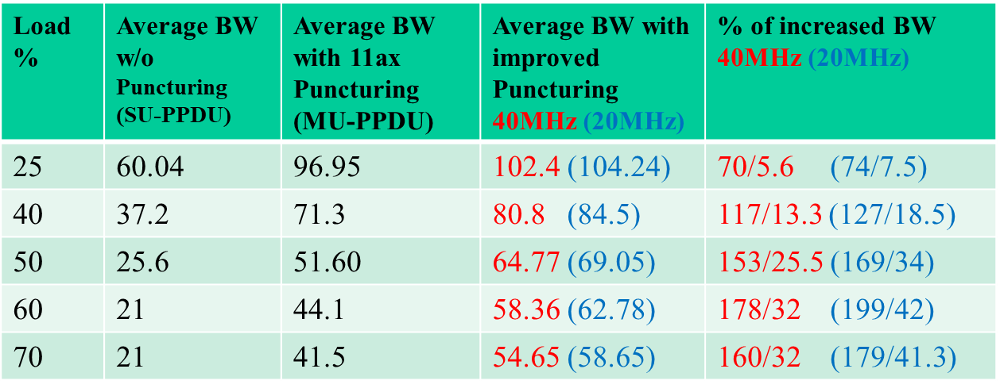 Load % | Average BW w/o Puncturing (SU-PPDU) | Average BW with 11ax Puncturing (MU-PPDU) | Average BW with improved Puncturing 40MHz (20MHz) | % of increased BW 40MHz (20MHz)
25 | 60.04 | 96.95 | 102.4 (104.24) | 70/5.6 (74/7.5)
40 | 37.2 | 71.3 | 80.8 (84.5) | 117/13.3 (127/18.5)
50 | 25.6 | 51.60 | 64.77 (69.05) | 153/25.5 (169/34)
60 | 21 | 44.1 | 58.36 (62.78) | 178/32 (199/42)
70 | 21 | 41.5 | 54.65 (58.65) | 160/32 (179/41.3)